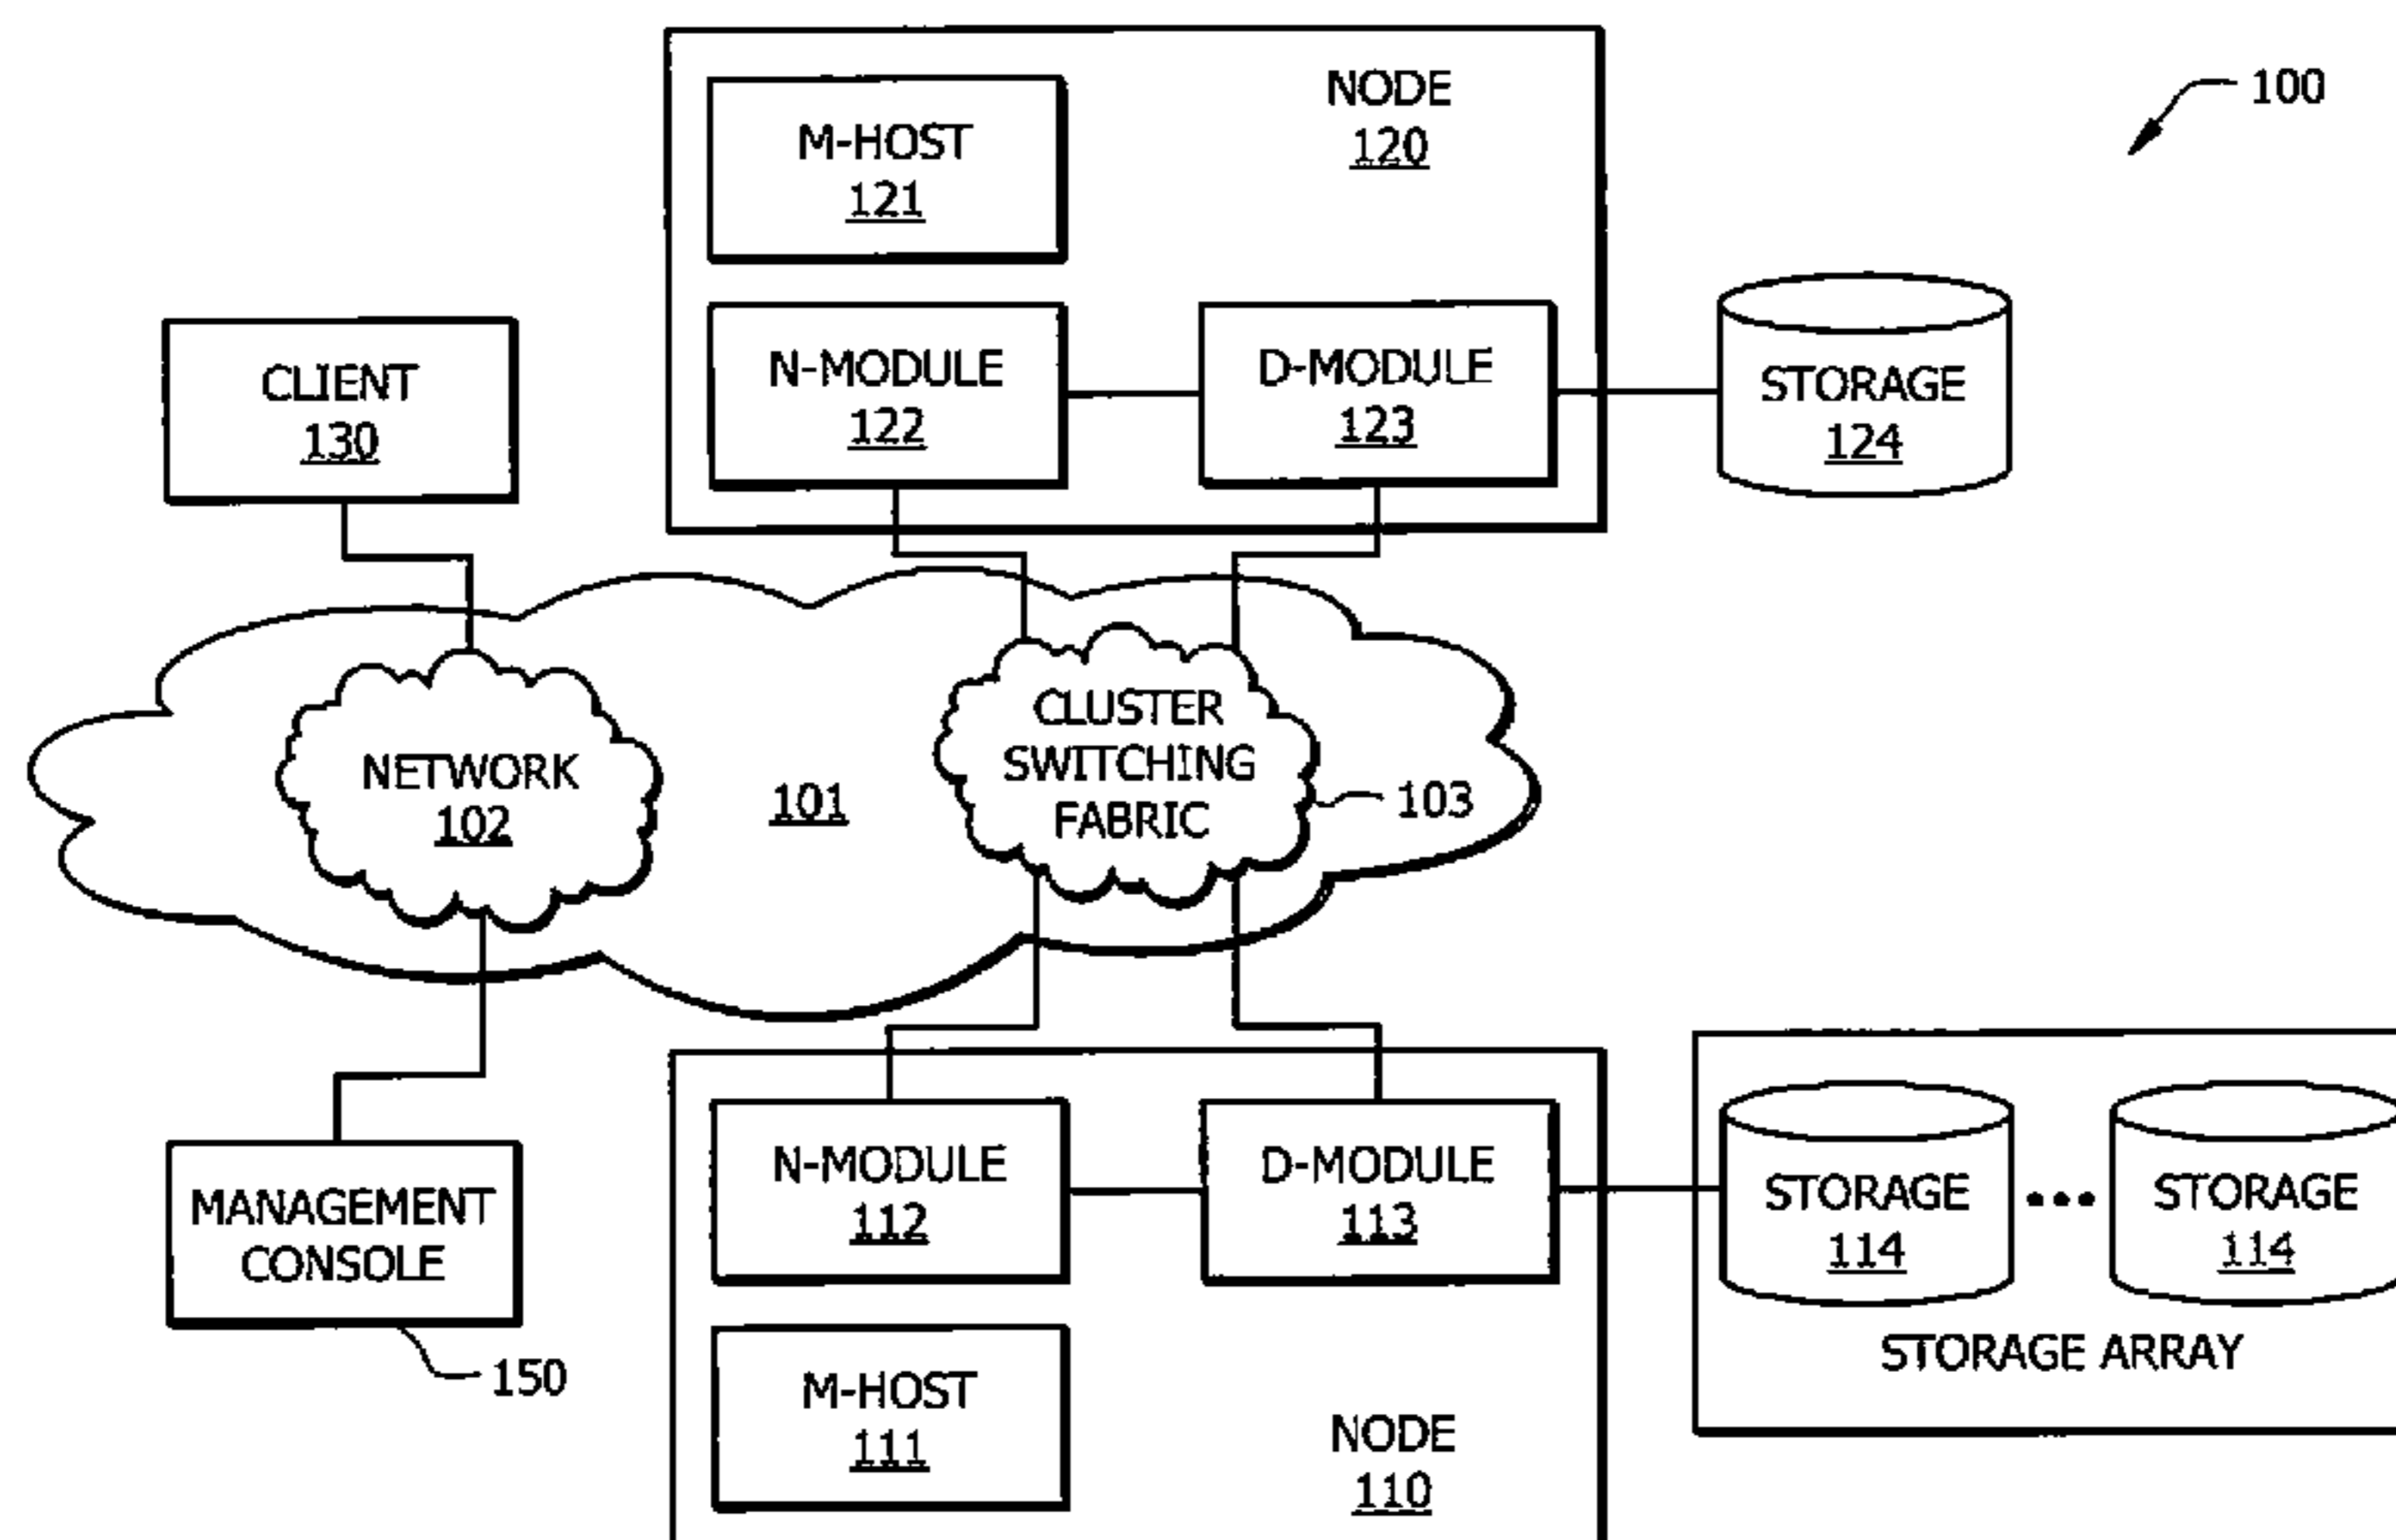 NODE
120
100
M-HOST
121
CLIENT
130
N-MODULE
122
D-MODULE
123
STORAGE
124
NETWORK
102
101
CLUSTER
SWITCHING
FABRIC
103
MANAGEMENT
CONSOLE
150
N-MODULE
112
D-MODULE
113
STORAGE
114
STORAGE
114
STORAGE ARRAY
M-HOST
111
NODE
110